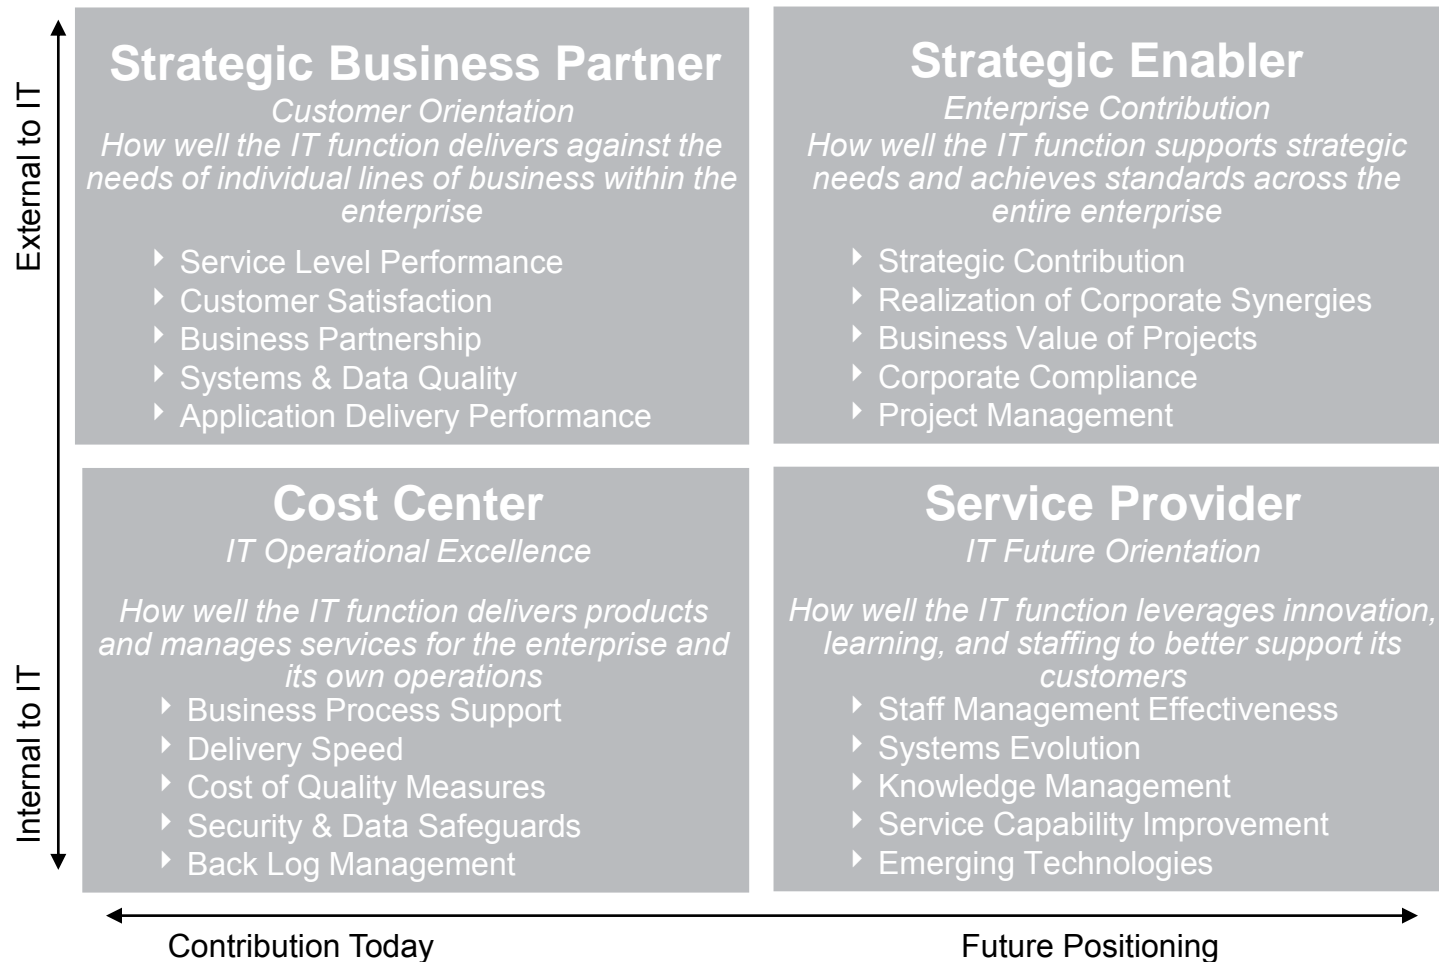 External to IT
Strategic Business Partner
Customer Orientation
How well the IT function delivers against the
needs of individual lines of business within the
enterprise
Service Level Performance
Customer Satisfaction
Business Partnership
Systems & Data Quality
Application Delivery Performance
Strategic Enabler
Enterprise Contribution
How well the IT function supports strategic
needs and achieves standards across the
entire enterprise
Strategic Contribution
Realization of Corporate Synergies
Business Value of Projects
Corporate Compliance
Project Management
Internal to IT
Cost Center
IT Operational Excellence
How well the IT function delivers products
and manages services for the enterprise and
its own operations
Business Process Support
Delivery Speed
Cost of Quality Measures
Security & Data Safeguards
Back Log Management
Service Provider
IT Future Orientation
How well the IT function leverages innovation,
learning, and staffing to better support its
customers
Staff Management Effectiveness
Systems Evolution
Knowledge Management
Service Capability Improvement
Emerging Technologies
Contribution Today
Future Positioning